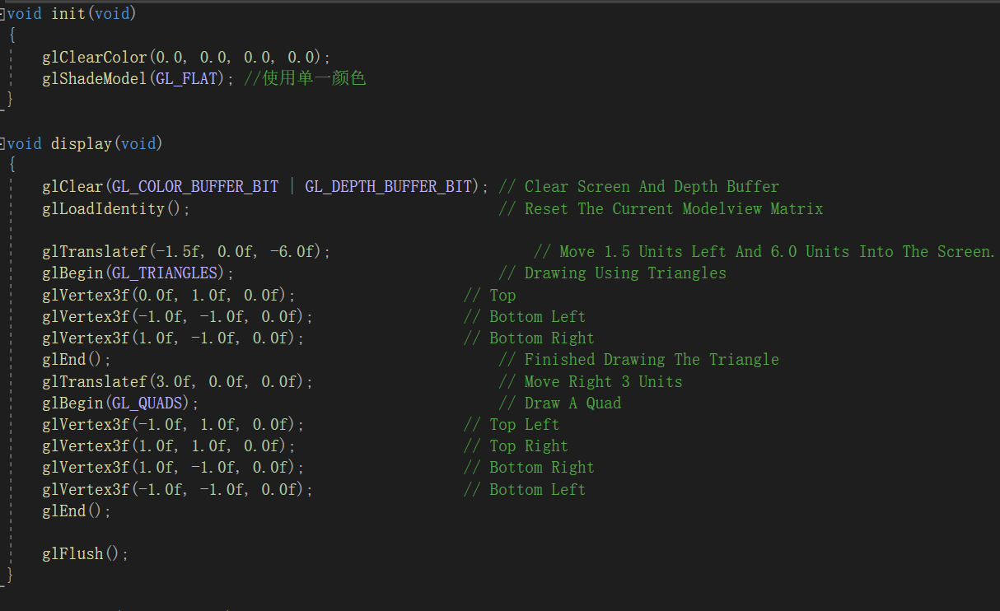 void init(void)
{
glClearColor(0.0, 0.0, 0.0, 0.0);
glShadeModel(GL_FLAT); //使用单一颜色
}
void display(void)
{
glClear(GL_COLOR_BUFFER_BIT | GL_DEPTH_BUFFER_BIT); // Clear Screen And Depth Buffer
glLoadIdentity(); // Reset The Current Modelview Matrix
glTranslatef(-1.5f, 0.0f, -6.0f); // Move 1.5 Units Left And 6.0 Units Into The Screen.
glBegin(GL_TRIANGLES); // Drawing Using Triangles
glVertex3f(0.0f, 1.0f, 0.0f); // Top
glVertex3f(-1.0f, -1.0f, 0.0f); // Bottom Left
glVertex3f(1.0f, -1.0f, 0.0f); // Bottom Right
glEnd(); // Finished Drawing The Triangle
glTranslatef(3.0f, 0.0f, 0.0f); // Move Right 3 Units
glBegin(GL_QUADS); // Draw A Quad
glVertex3f(-1.0f, 1.0f, 0.0f); // Top Left
glVertex3f(1.0f, 1.0f, 0.0f); // Top Right
glVertex3f(1.0f, -1.0f, 0.0f); // Bottom Right
glVertex3f(-1.0f, -1.0f, 0.0f); // Bottom Left
glEnd();
glFlush();
}